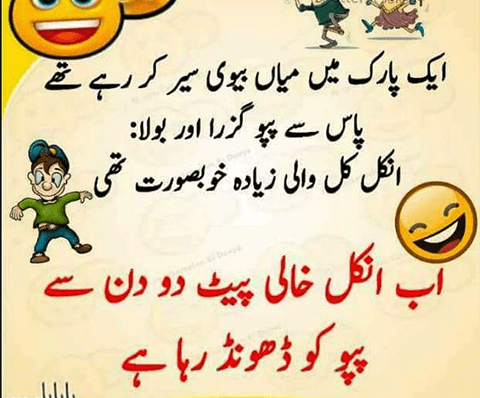 ایک پارک میں میاں بیوی سیر کر رہے تھے
پاس سے پپو گزرا اور بولا:
انکل کل والی زیادہ خوبصورت تھی
اب انکل خالی پیٹ دو دن سے
پپو کو ڈھونڈ رہا ہے